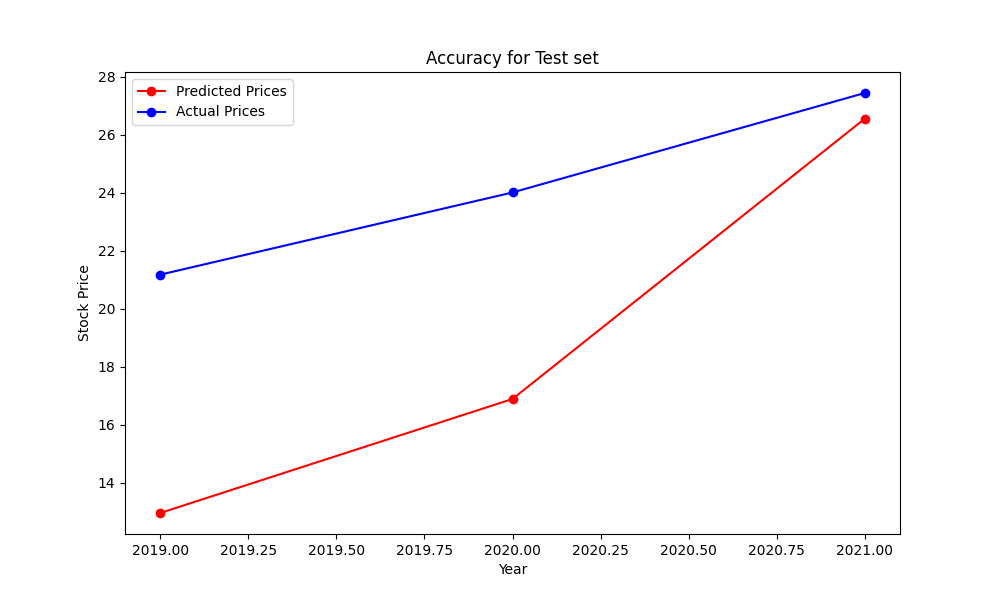 Accuracy for Test set
Predicted Prices
Actual Prices
Stock Price
28
26
24
22
20
18
16
14
2019.00 2019.25 2019.50 2019.75 2020.00 2020.25 2020.50 2020.75 2021.00
Year